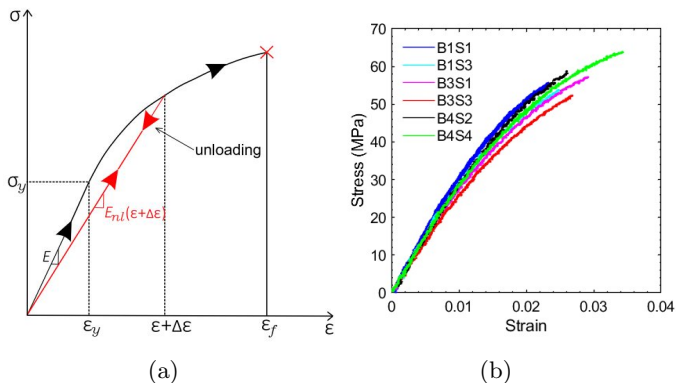 σ
σy
unloading
Enl(ε+Δε)
E
εy
ε+Δε
εf
ε
(a)
70
60
50
40
30
20
10
0
Stress (MPa)
B1S1
B1S3
B3S1
B3S3
B4S2
B4S4
0
0.01
0.02
0.03
0.04
Strain
(b)